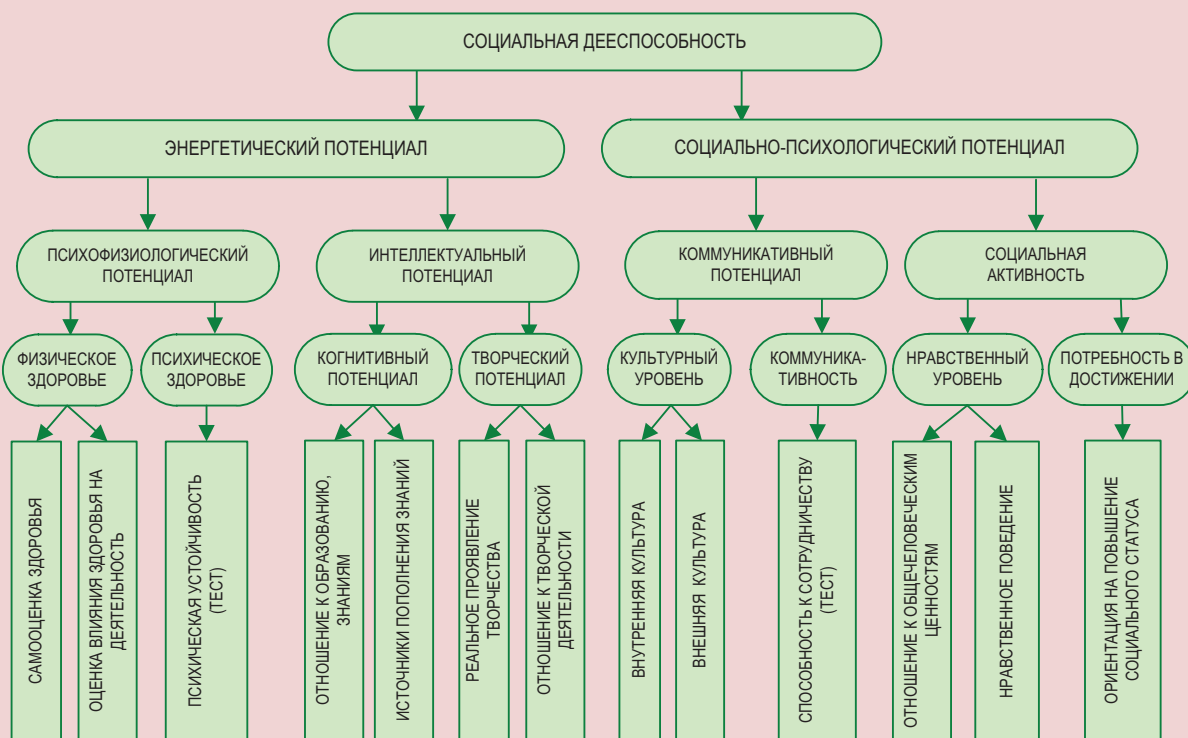 СОЦИАЛЬНАЯ ДЕЕСПОСОБНОСТЬ
ЭНЕРГЕТИЧЕСКИЙ ПОТЕНЦИАЛ
СОЦИАЛЬНО-ПСИХОЛОГИЧЕСКИЙ ПОТЕНЦИАЛ
ПСИХОФИЗИОЛОГИЧЕСКИЙ
ПОТЕНЦИАЛ
ИНТЕЛЛЕКТУАЛЬНЫЙ
ПОТЕНЦИАЛ
КОММУНИКАТИВНЫЙ
ПОТЕНЦИАЛ
СОЦИАЛЬНАЯ
АКТИВНОСТЬ
ФИЗИЧЕСКОЕ
ЗДОРОВЬЕ
ПСИХИЧЕСКОЕ
ЗДОРОВЬЕ
КОГНИТИВНЫЙ
ПОТЕНЦИАЛ
ТВОРЧЕСКИЙ
ПОТЕНЦИАЛ
КУЛЬТУРНЫЙ
УРОВЕНЬ
КОММУНИКА-
ТИВНОСТЬ
НРАВСТВЕННЫЙ
УРОВЕНЬ
ПОТРЕБНОСТЬ В
ДОСТИЖЕНИИ
САМООЦЕНКА ЗДОРОВЬЯ
ОЦЕНКА ВЛИЯНИЯ ЗДОРОВЬЯ НА
ДЕЯТЕЛЬНОСТЬ
ПСИХИЧЕСКАЯ УСТОЙЧИВОСТЬ
(ТЕСТ)
ОТНОШЕНИЕ К ОБРАЗОВАНИЮ,
ЗНАНИЯМ
ИСТОЧНИКИ ПОПОЛНЕНИЯ ЗНАНИЙ
РЕАЛЬНОЕ ПРОЯВЛЕНИЕ
ТВОРЧЕСТВА
ОТНОШЕНИЕ К ТВОРЧЕСКОЙ
ДЕЯТЕЛЬНОСТИ
ВНУТРЕННЯЯ КУЛЬТУРА
ВНЕШНЯЯ КУЛЬТУРА
СПОСОБНОСТЬ К СОТРУДНИЧЕСТВУ
(ТЕСТ)
ОТНОШЕНИЕ К ОБЩЕЧЕЛОВЕЧЕСКИМ
ЦЕННОСТЯМ
НРАВСТВЕННОЕ ПОВЕДЕНИЕ
ОРИЕНТАЦИЯ НА ПОВЫШЕНИЕ
СОЦИАЛЬНОГО СТАТУСА